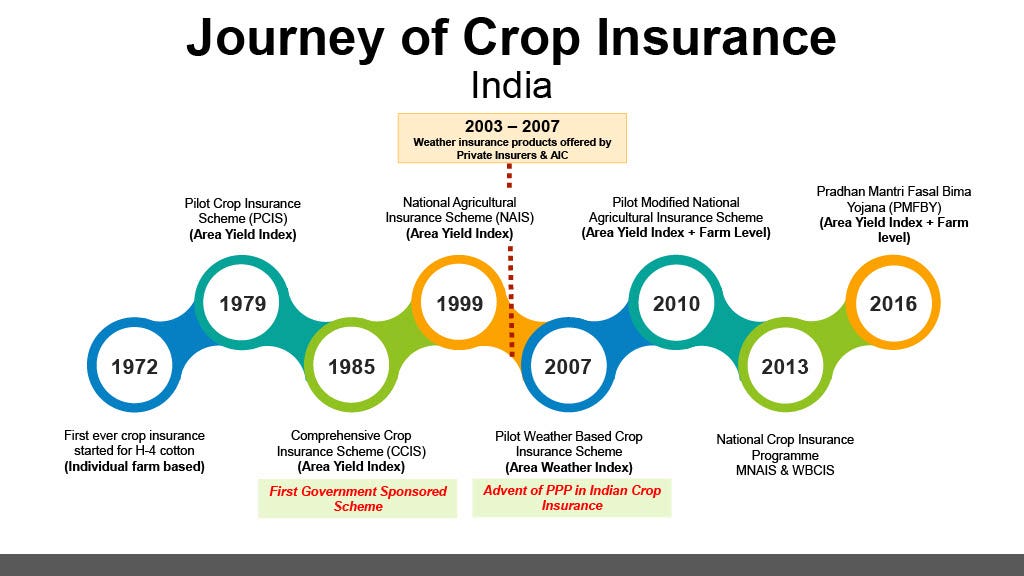 Journey of Crop Insurance
India
2003 – 2007
Weather insurance products offered by
Private Insurers & AIC
Pilot Crop Insurance
Scheme (PCIS)
(Area Yield Index)
National Agricultural
Insurance Scheme (NAIS)
(Area Yield Index)
Pilot Modified National
Agricultural Insurance Scheme
(Area Yield Index + Farm Level)
Pradhan Mantri Fasal Bima
Yojana (PMFBY)
(Area Yield Index + Farm
level)
1979
1999
2010
2016
1972
1985
2007
2013
First ever crop insurance
started for H-4 cotton
(Individual farm based)
Comprehensive Crop
Insurance Scheme (CCIS)
(Area Yield Index)
First Government Sponsored
Scheme
Pilot Weather Based Crop
Insurance Scheme
(Area Weather Index)
Advent of PPP in Indian Crop
Insurance
National Crop Insurance
Programme
MNAIS & WBCIS